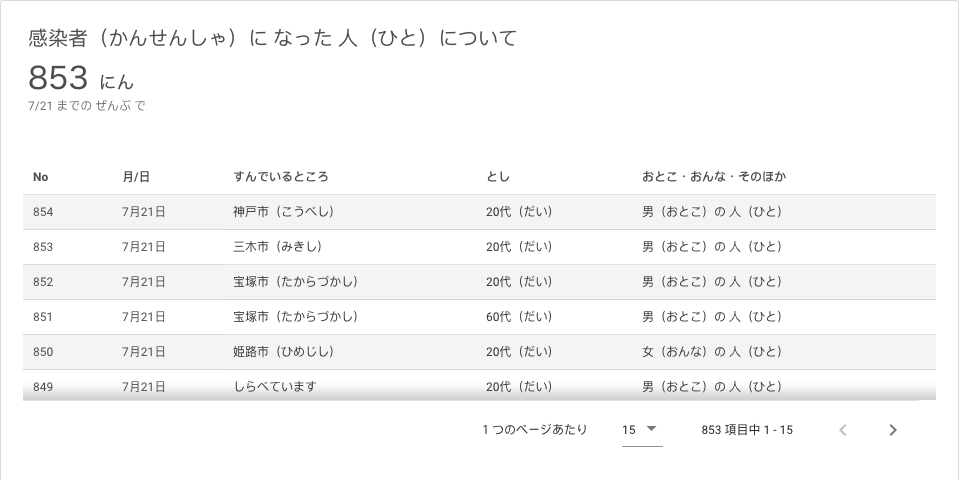 感染者（かんせんしゃ）に なった 人（ひと）について
853 にん
7/21 までの ぜんぶ で
No 月/日 すんでいるところ とし おとこ・おんな・そのほか
854 7月21日 神戸市（こうべし） 20代（だい） 男（おとこ）の 人（ひと）
853 7月21日 三木市（みきし） 20代（だい） 男（おとこ）の 人（ひと）
852 7月21日 宝塚市（たからづかし） 20代（だい） 男（おとこ）の 人（ひと）
851 7月21日 宝塚市（たからづかし） 60代（だい） 男（おとこ）の 人（ひと）
850 7月21日 姫路市（ひめじし） 20代（だい） 女（おんな）の 人（ひと）
849 7月21日 しらべています 20代（だい） 男（おとこ）の 人（ひと）
1 つのページあたり 15 853 項目中 1 - 15